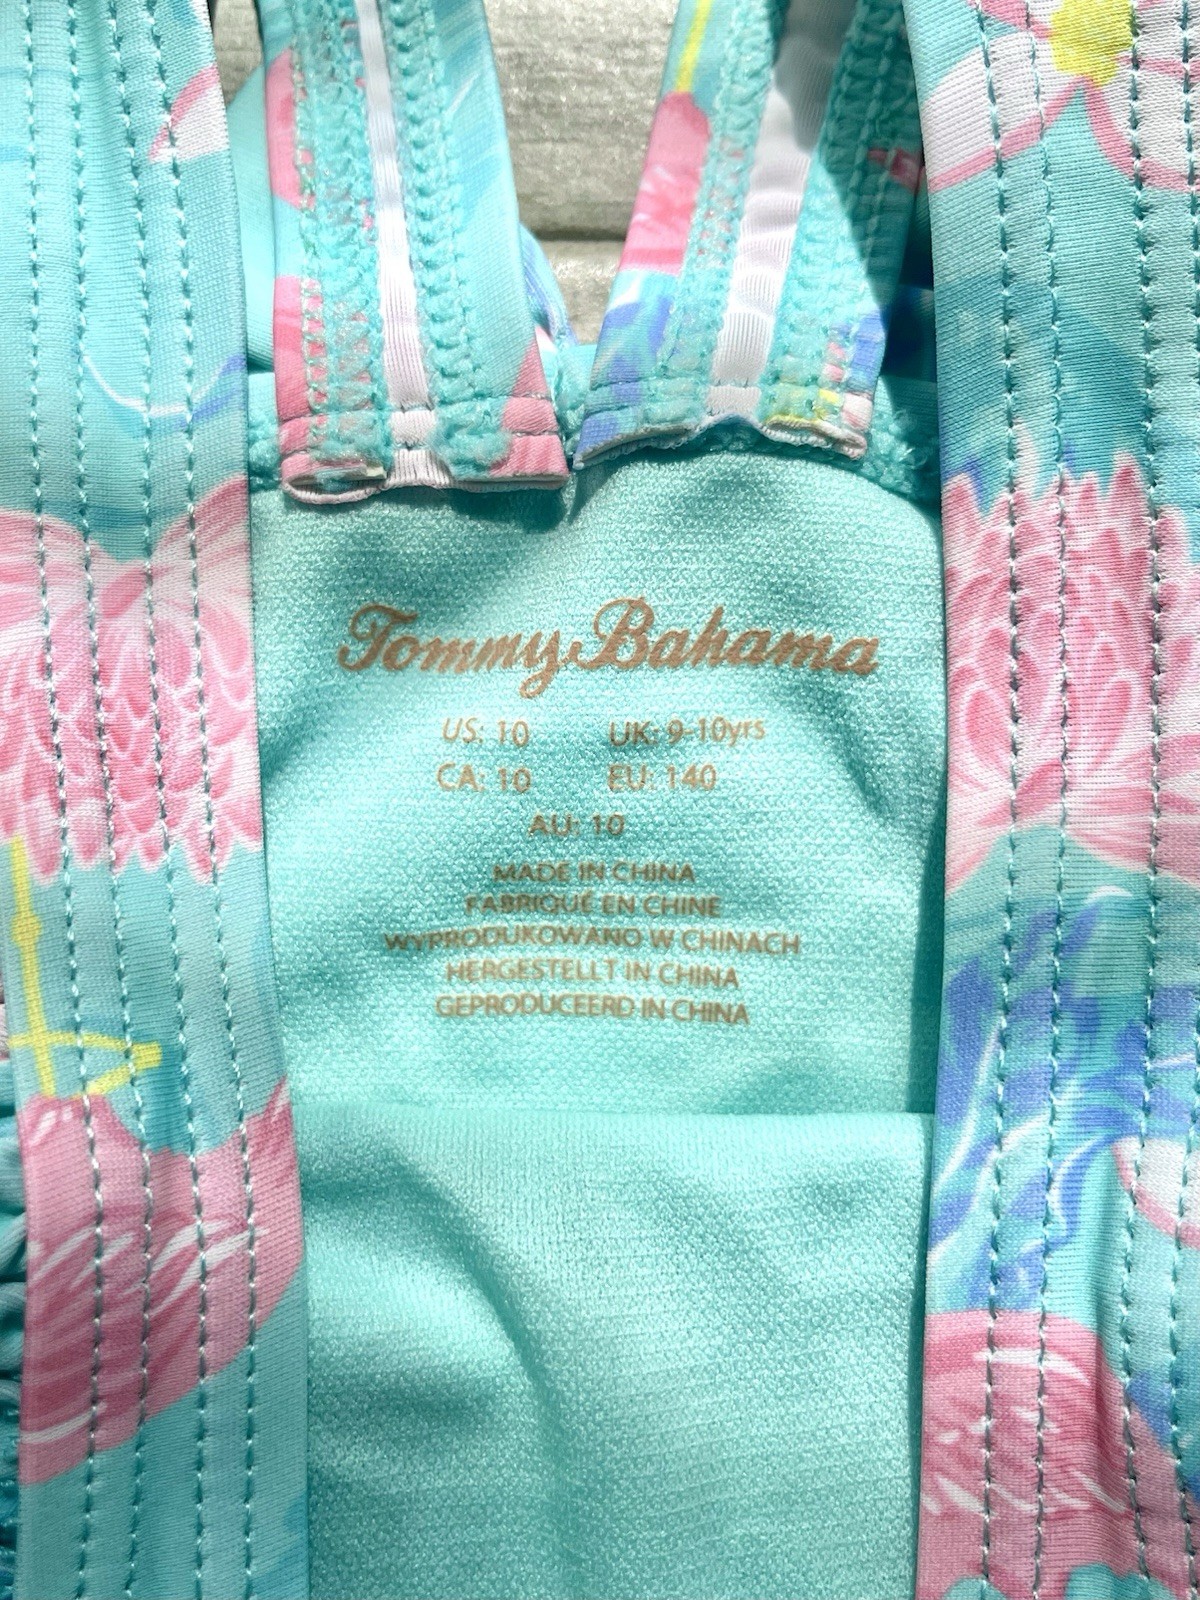 Tommy Bahama
US: 10 UK: 9-10yrs
CA: 10 EU: 140
AU: 10
MADE IN CHINA
FABRIQUÉ EN CHINE
WYPRODUKOWANO W CHINACH
HERGESTELLT IN CHINA
GEPRODUCEERD IN CHINA